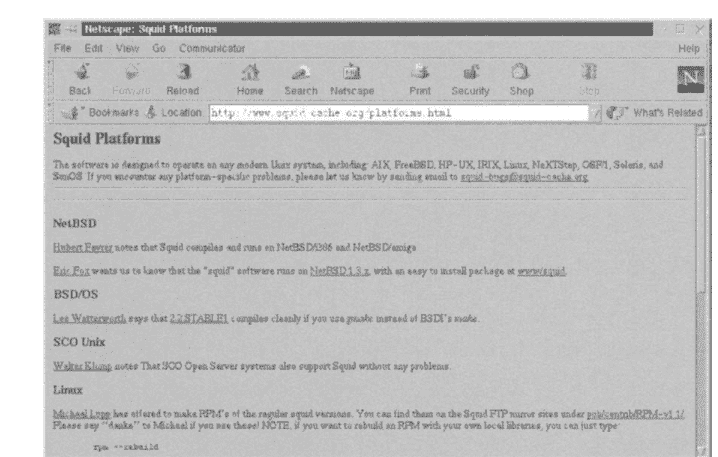 Netscape: Squid Platforms
File Edit View Go Communicator Help
Back Forward Reload Home Search Netscape Print Security Shop Stop
Bookmarks Location http://www.squid-cache.org/platforms.html What's Related
Squid Platforms
The software is designed to operate on any modern Unix system, including: AIX, FreeBSD, HP-UX, IRIX, Linux, NeXTStep, OSF/1, Solaris, and
SunOS. If you encounter any platform-specific problems, please let us know by sending email to squid-bugs@squid-cache.org
NetBSD
Hubert Feyrer notes that Squid compiles and runs on NetBSD/i386 and NetBSD/amiga
Eric Fox wants us to know that the "squid" software runs on NetBSD 1.3.x, with an easy to install package at www/squid.
BSD/OS
Lee Watterworth says that 2.2.STABLE1 compiles cleanly if you use gmake instead of BSDI's make.
SCO Unix
Walter Klomp notes That SCO Open Server systems also support Squid without any problems.
Linux
Michael Lupp has offered to make RPM's of the regular squid versions. You can find them on the Squid FTP mirror sites under pub/contrib/RPM-v1.1/
Please say "danke" to Michael if you use these! NOTE, if you want to rebuild an RPM with your own local libraries, you can just type:
rpm --rebuild